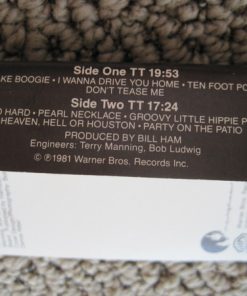 Side One TT 19:53
KE BOOGIE • I WANNA DRIVE YOU HOME • TEN FOOT PO
DON'T TEASE ME
Side Two TT 17:24
O HARD • PEARL NECKLACE • GROOVY LITTLE HIPPIE P
HEAVEN, HELL OR HOUSTON • PARTY ON THE PATIO
PRODUCED BY BILL HAM
Engineers: Terry Manning, Bob Ludwig
© ℗1981 Warner Bros. Records Inc.